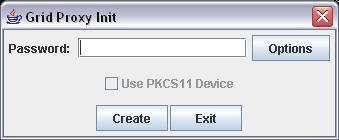 Grid Proxy Init
Password: Options
Use PKCS11 Device
Create Exit